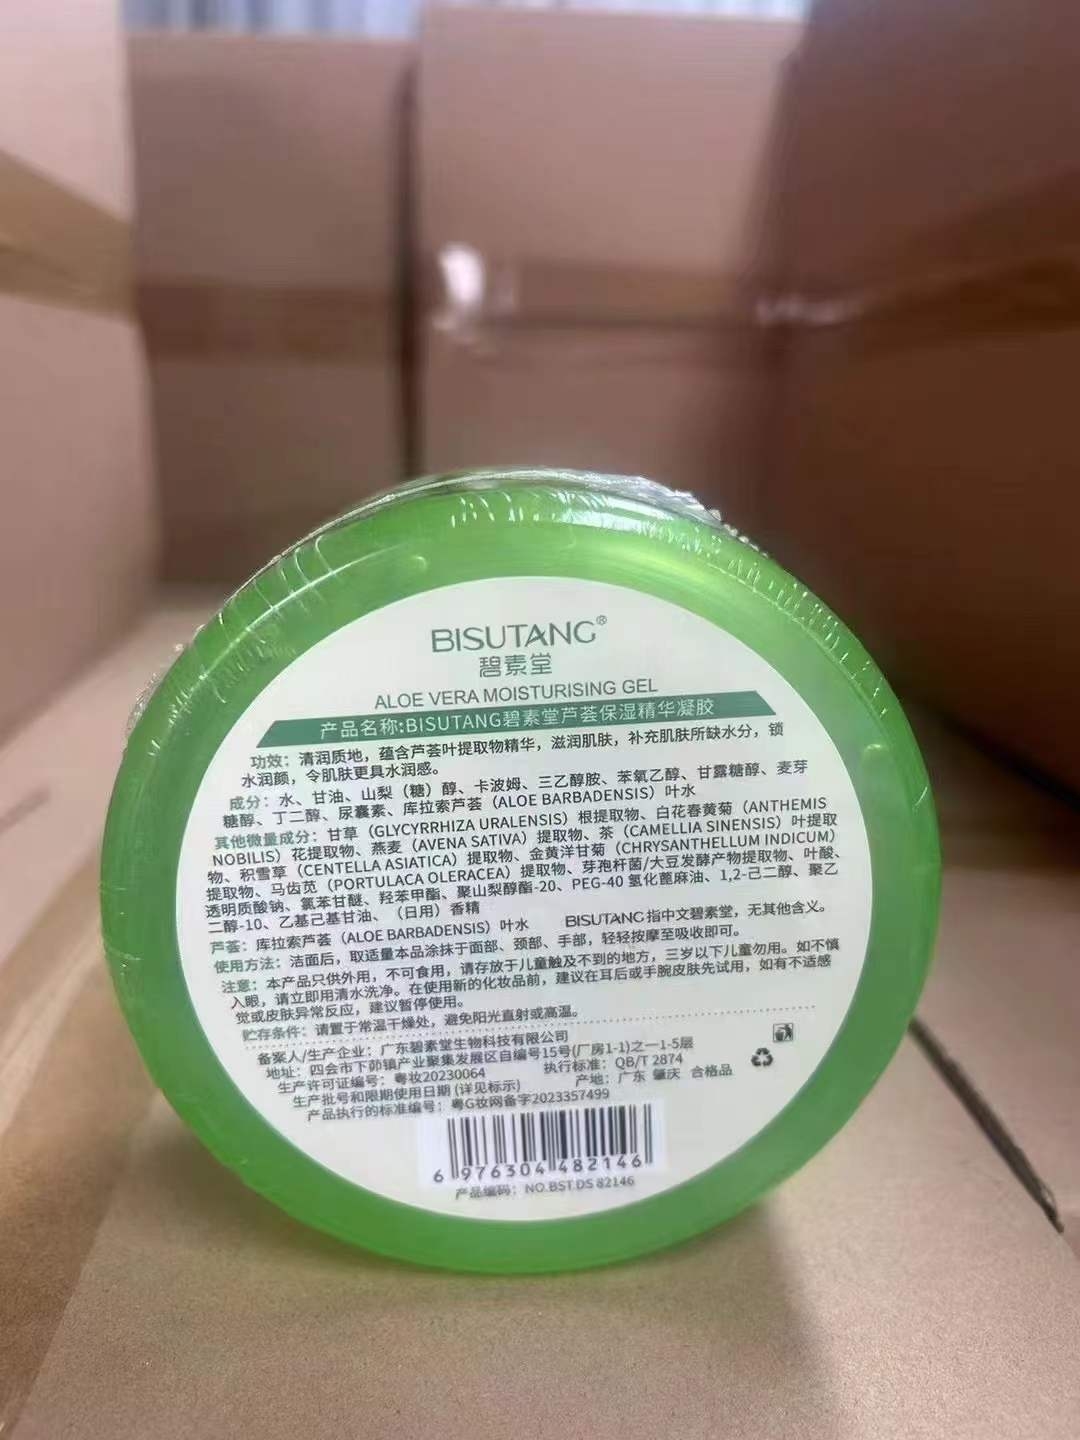 BISUTANG®
碧素堂
ALOE VERA MOISTURISING GEL
产品名称:BISUTANG碧素堂芦荟保湿精华凝胶
功效：清润质地，蕴含芦荟叶提取物精华，滋润肌肤，补充肌肤所缺水分，锁
水润颜，令肌肤更具水润感。
成分：水、甘油、山梨（糖）醇、卡波姆、三乙醇胺、苯氧乙醇、甘露糖醇、麦芽
糖醇、丁二醇、尿囊素、库拉索芦荟（ALOE BARBADENSIS）叶水
其他微量成分：甘草（GLYCYRRHIZA URALENSIS）根提取物、白花春黄菊（ANTHEMIS
NOBILIS）花提取物、燕麦（AVENA SATIVA）提取物、茶（CAMELLIA SINENSIS）叶提取
物、积雪草（CENTELLA ASIATICA）提取物、金黄洋甘菊（CHRYSANTHELLUM INDICUM）
提取物、马齿苋（PORTULACA OLERACEA）提取物、芽孢杆菌/大豆发酵产物提取物、叶酸、
透明质酸钠、氯苯甘醚、羟苯甲酯、聚山梨醇酯-20、PEG-40 氢化蓖麻油、1,2-己二醇、聚乙
二醇-10、乙基己基甘油、（日用）香精
芦荟：库拉索芦荟（ALOE BARBADENSIS）叶水 BISUTANG指中文碧素堂，无其他含义。
使用方法：洁面后，取适量本品涂抹于面部、颈部、手部，轻轻按摩至吸收即可。
注意：本产品只供外用，不可食用，请存放于儿童触及不到的地方，三岁以下儿童勿用。如不慎
入眼，请立即用清水洗净。在使用新的化妆品前，建议在耳后或手腕皮肤先试用，如有不适感
觉或皮肤异常反应，建议暂停使用。
贮存条件：请置于常温干燥处，避免阳光直射或高温。
备案人/生产企业：广东碧素堂生物科技有限公司
地址：四会市下茆镇产业聚集发展区自编号15号(厂房1-1)之一1-5层
生产许可证编号：粤妆20230064 执行标准：QB/T 2874
生产批号和限期使用日期 (详见标示) 产地：广东 肇庆 合格品
产品执行的标准编号：粤G妆网备字2023357499
6 976304 482146
产品编码：NO.BST.DS 82146